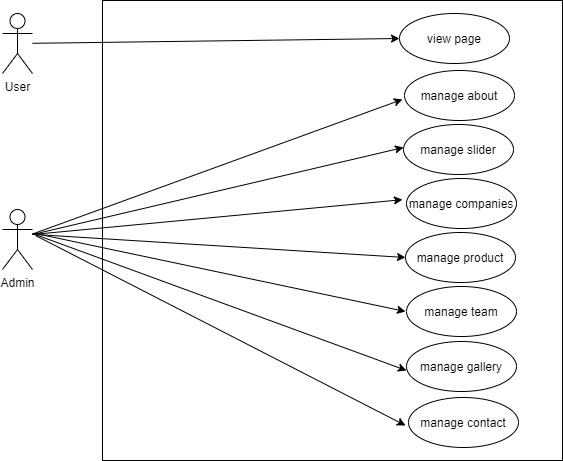 view page
User
manage about
manage slider
manage companies
manage product
Admin
manage team
manage gallery
manage contact